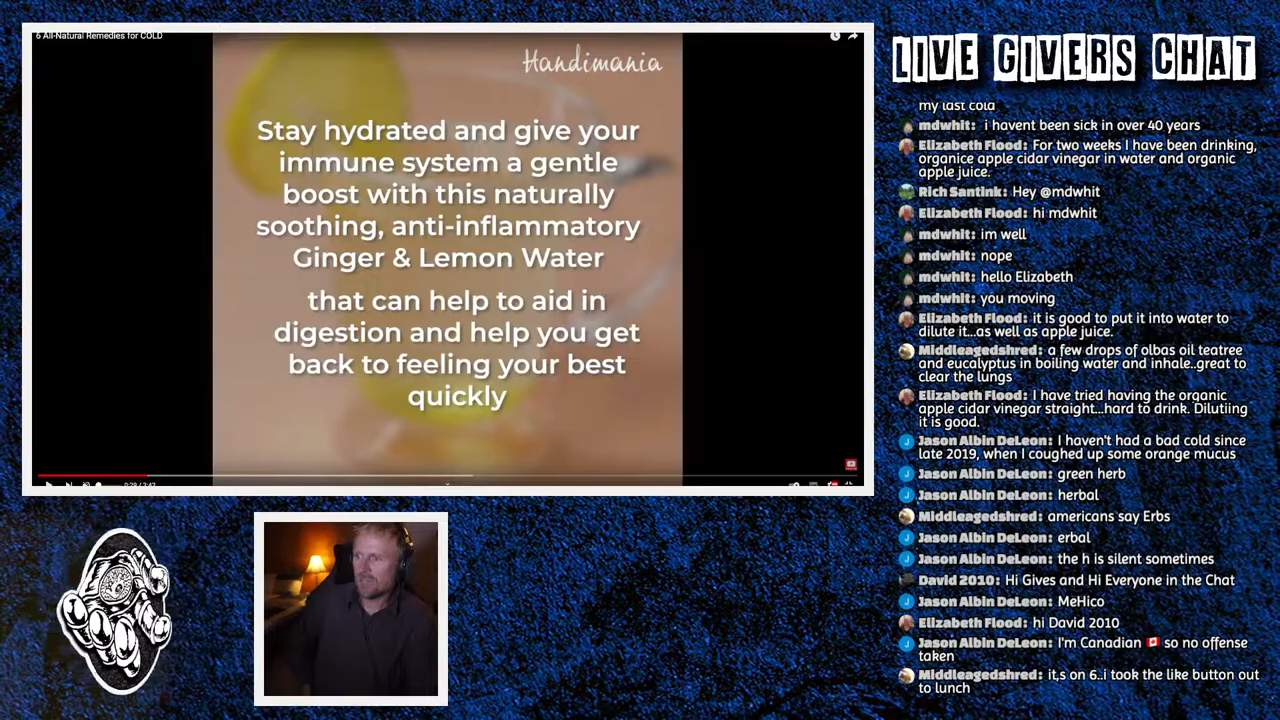 6 All-Natural Remedies for COLD
Handimania
Stay hydrated and give your
immune system a gentle
boost with this naturally
soothing, anti-inflammatory
Ginger & Lemon Water
that can help to aid in
digestion and help you get
back to feeling your best
quickly
0:29 / 3:42
LIVE GIVERS CHAT
my last cold
mdwhit: i havent been sick in over 40 years
Elizabeth Flood: For two weeks I have been drinking,
organice apple cidar vinegar in water and organic
apple juice.
Rich Santink: Hey @mdwhit
Elizabeth Flood: hi mdwhit
mdwhit: im well
mdwhit: nope
mdwhit: hello Elizabeth
mdwhit: you moving
Elizabeth Flood: it is good to put it into water to
dilute it...as well as apple juice.
Middleagedshred: a few drops of olbas oil teatree
and eucalyptus in boiling water and inhale..great to
clear the lungs
Elizabeth Flood: I have tried having the organic
apple cidar vinegar straight...hard to drink. Dilutiing
it is good.
Jason Albin DeLeon: I haven't had a bad cold since
late 2019, when I coughed up some orange mucus
Jason Albin DeLeon: green herb
Jason Albin DeLeon: herbal
Middleagedshred: americans say Erbs
Jason Albin DeLeon: erbal
Jason Albin DeLeon: the h is silent sometimes
David 2010: Hi Gives and Hi Everyone in the Chat
Jason Albin DeLeon: MeHico
Elizabeth Flood: hi David 2010
Jason Albin DeLeon: I'm Canadian 🇨🇦 so no offense
taken
Middleagedshred: it,s on 6..i took the like button out
to lunch